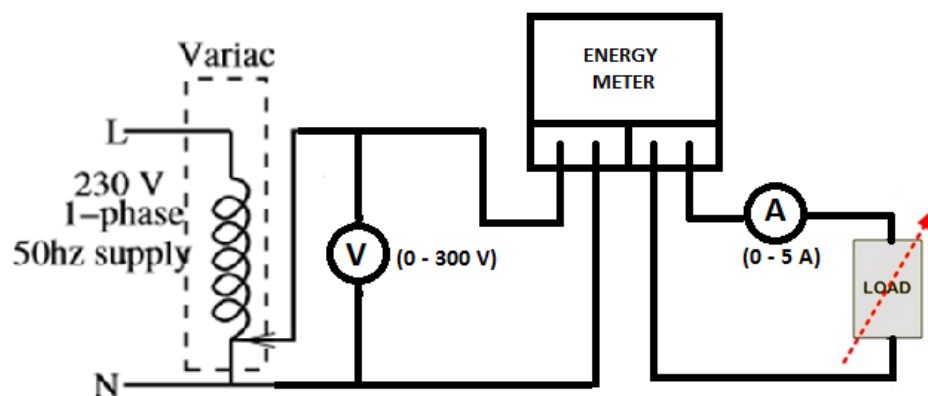 Variac
L
230 V
1-phase
50hz supply
N
V
(0 - 300 V)
ENERGY
METER
A
(0 - 5 A)
LOAD